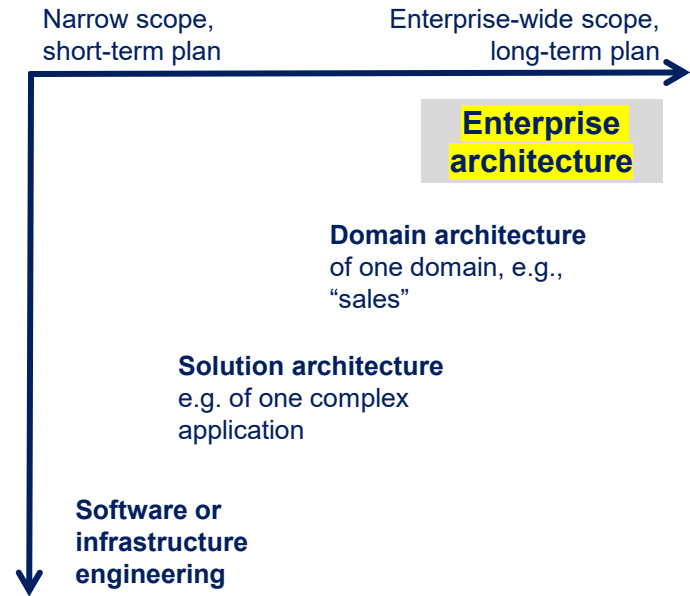 Narrow scope,
short-term plan
Enterprise-wide scope,
long-term plan
Enterprise
architecture
Domain architecture
of one domain, e.g.,
“sales”
Solution architecture
e.g. of one complex
application
Software or
infrastructure
engineering